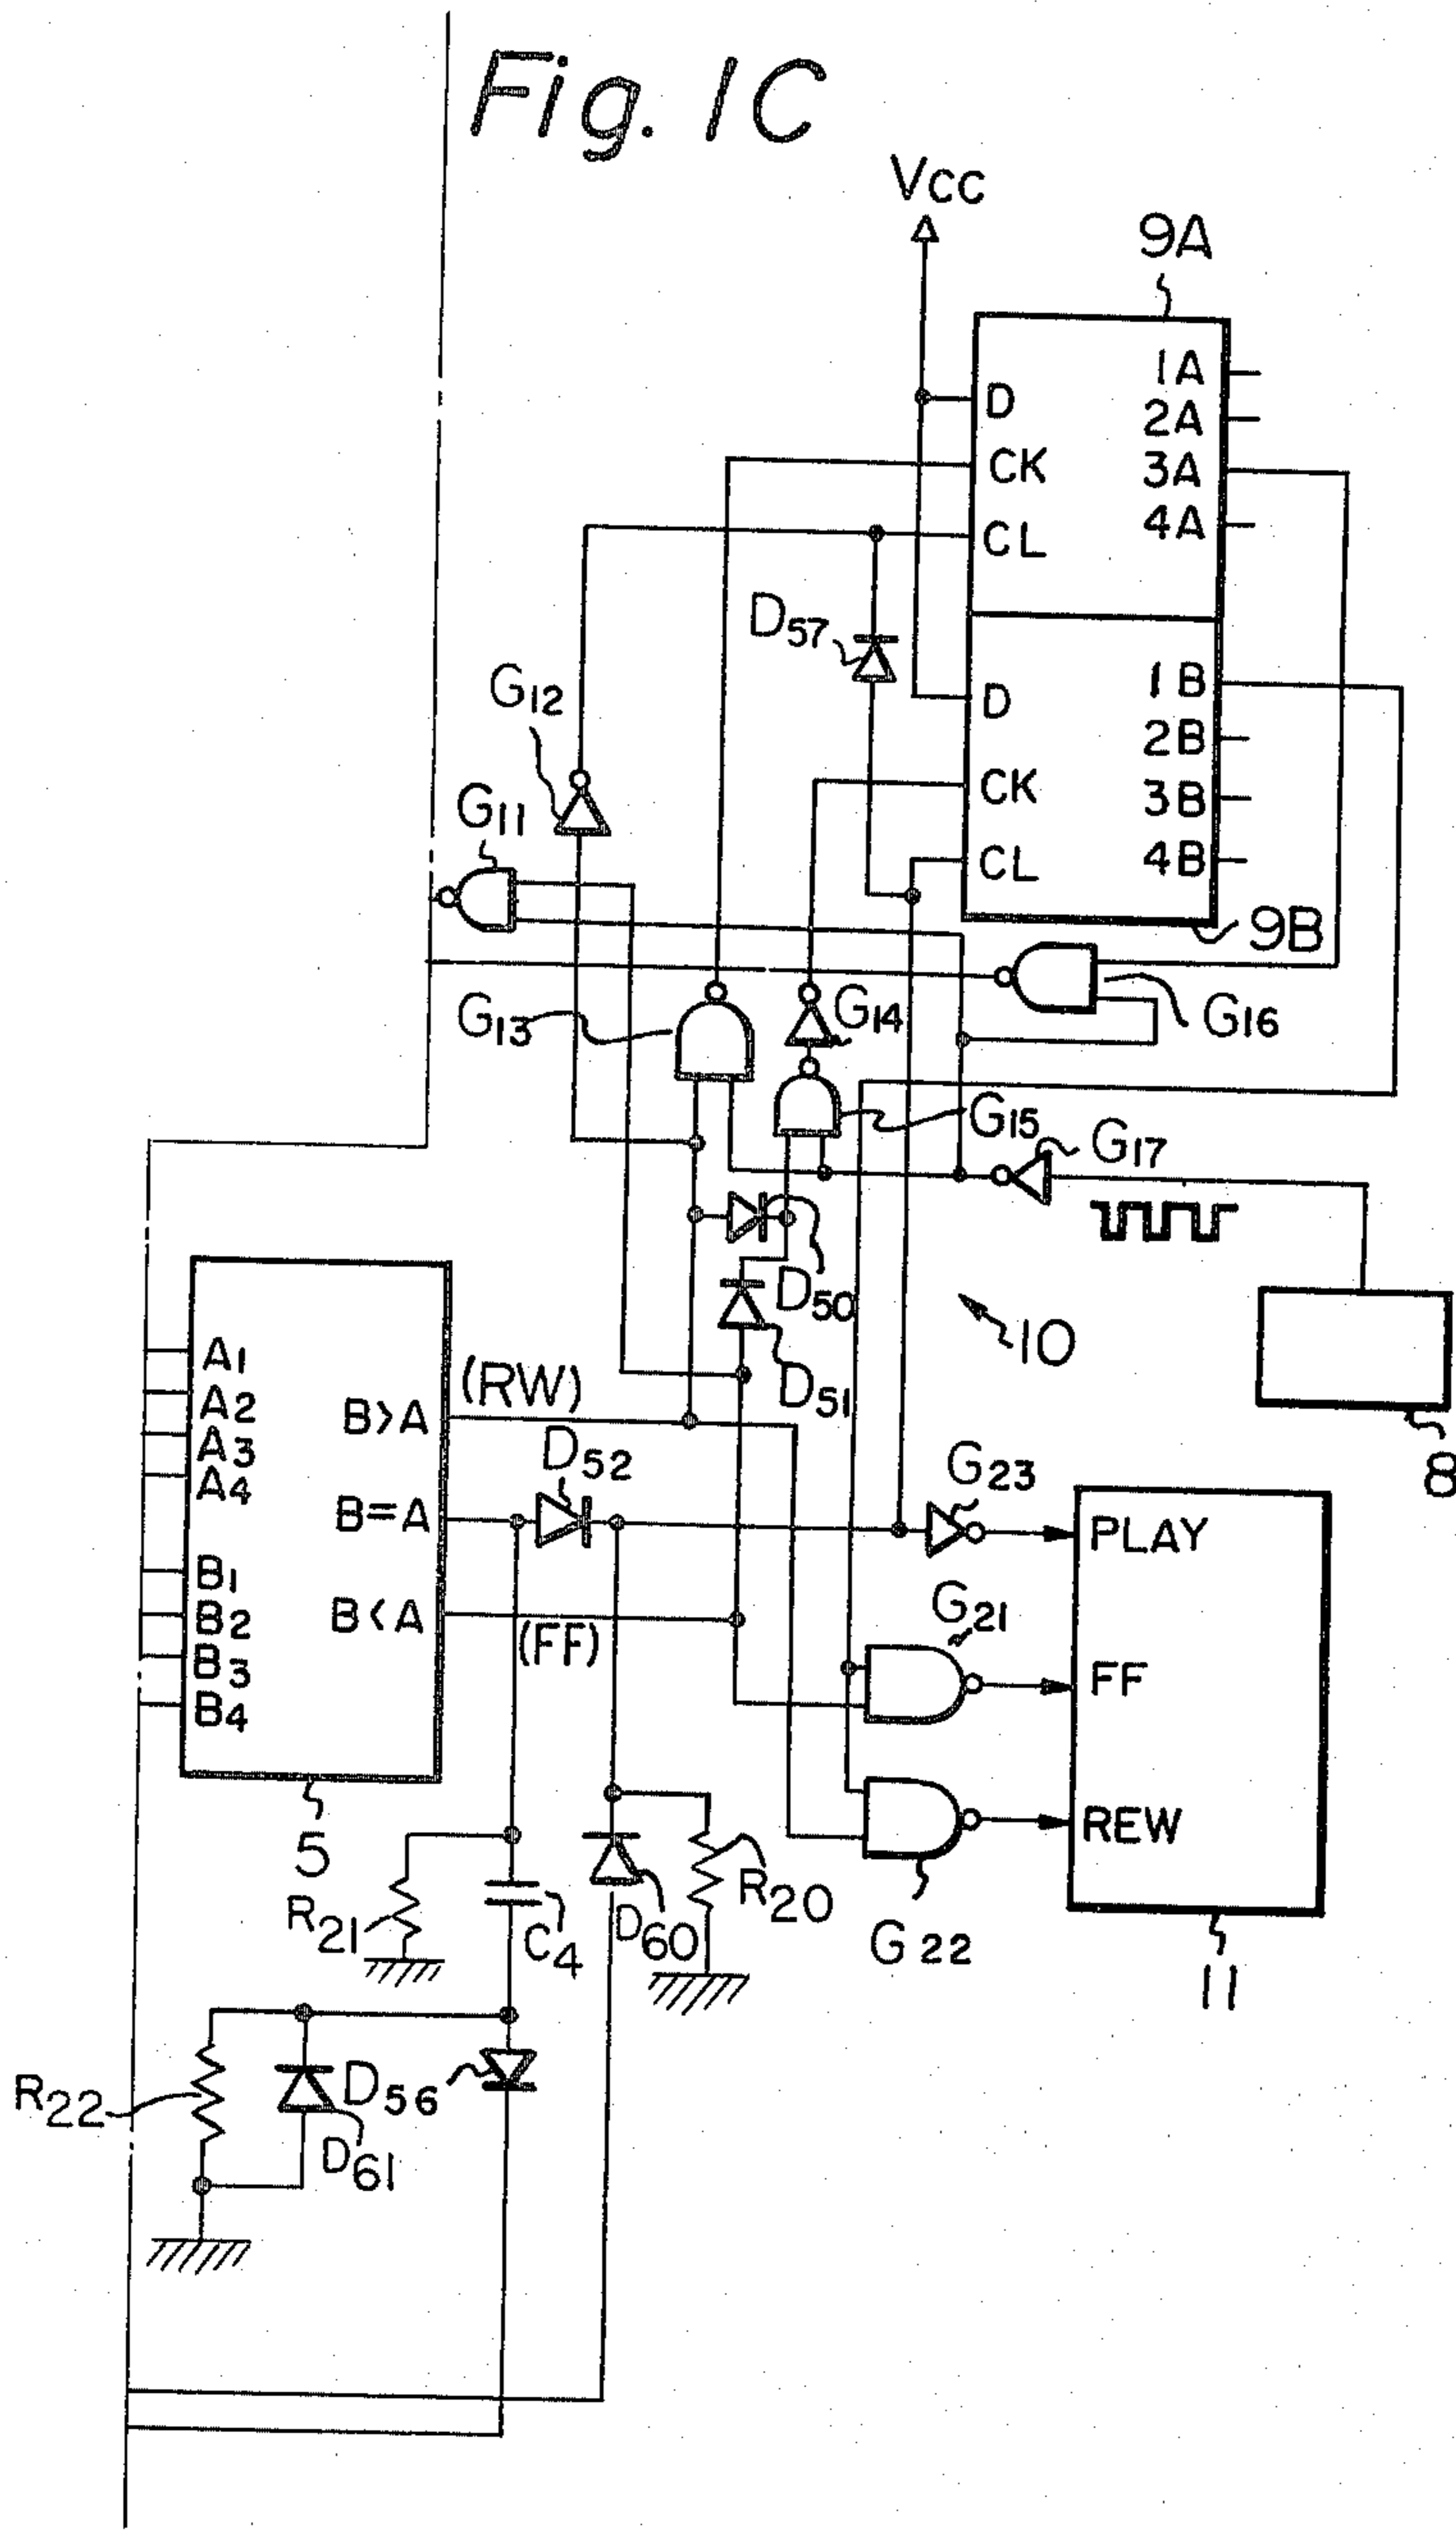 Fig. 1C
VCC
9A
1A
D
2A
CK
3A
4A
CL
D57
G12
1B
D
2B
CK
3B
G11
4B
CL
9B
G13
G14
G16
G15
G17
D50
10
A1
(RW)
D51
A2
B>A
A3
D52
8
A4
G23
B=A
PLAY
B1
G21
B2
B<A
(FF)
B3
FF
B4
REW
5
R20
R21
C4
D60
G22
11
R22
D56
D61